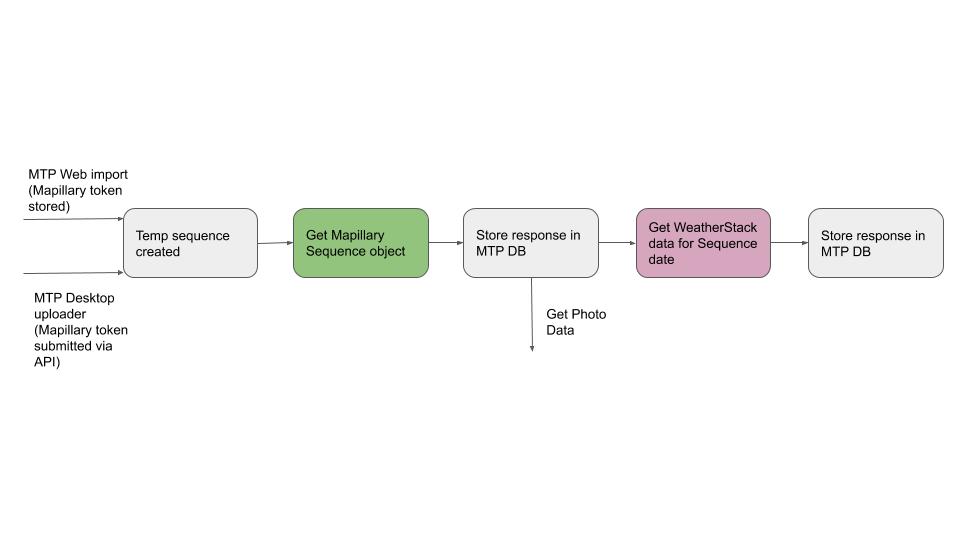 MTP Web import
(Mapillary token
stored)
Temp sequence
created
Get Mapillary
Sequence object
Store response in
MTP DB
Get WeatherStack
data for Sequence
date
Store response in
MTP DB
MTP Desktop
uploader
(Mapillary token
submitted via
API)
Get Photo
Data